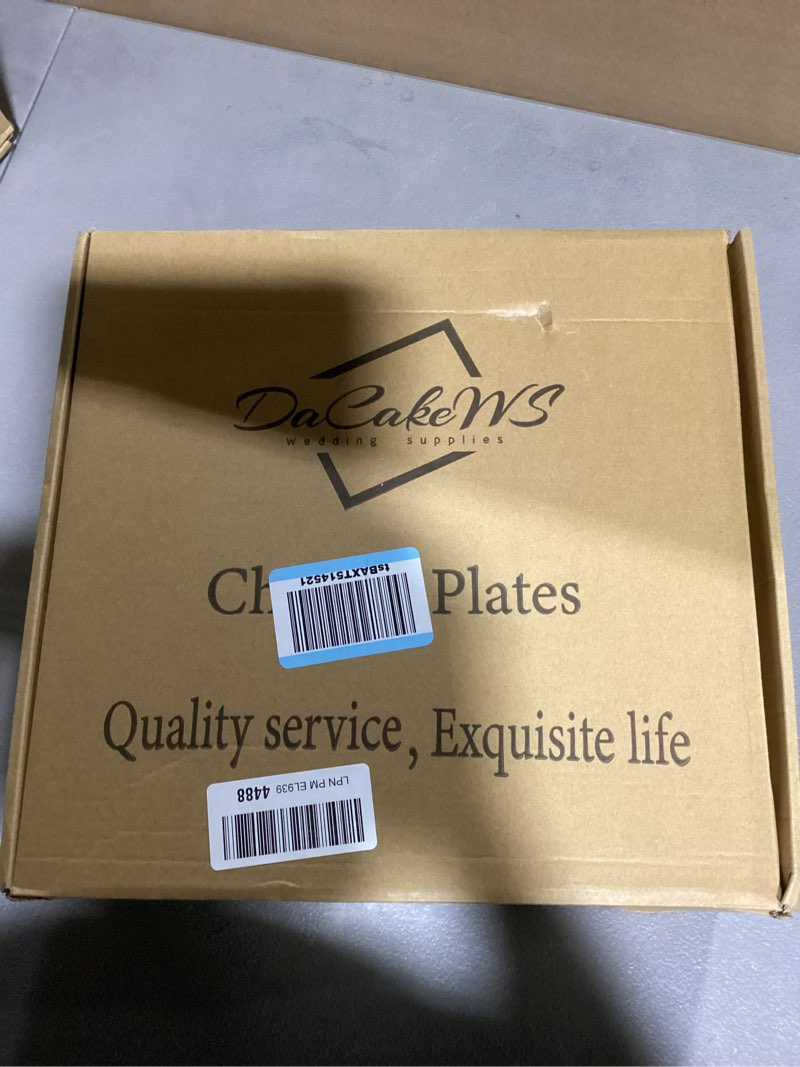 DaCakeWS
wedding supplies
Ch Plates
tsBAXT514521
Quality service, Exquisite life
LPN PM EL939 4488